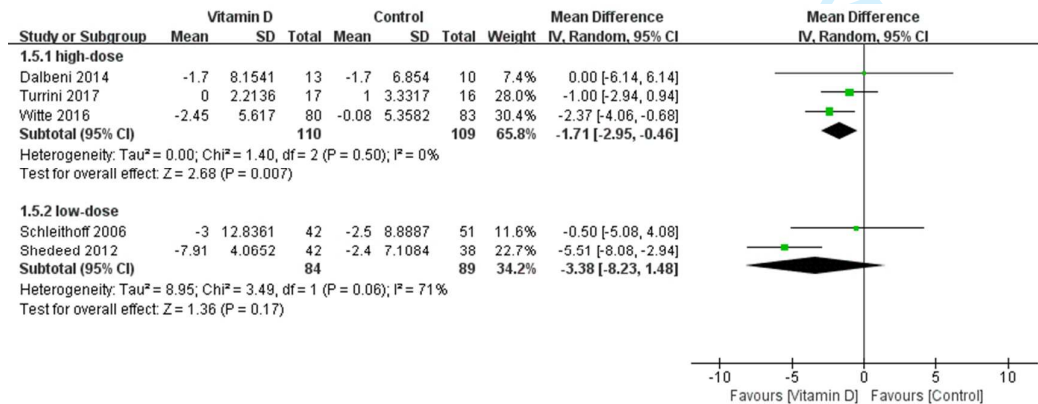 Vitamin D Control Mean Difference Mean Difference
Study or Subgroup Mean SD Total Mean SD Total Weight IV, Random, 95% CI IV, Random, 95% CI
1.5.1 high-dose
Dalbeni 2014 -1.7 8.1541 13 -1.7 6.854 10 7.4% 0.00 [-6.14, 6.14]
Turrini 2017 0 2.2136 17 1 3.3317 16 28.0% -1.00 [-2.94, 0.94]
Witte 2016 -2.45 5.617 80 -0.08 5.3582 83 30.4% -2.37 [-4.06, -0.68]
Subtotal (95% CI) 110 109 65.8% -1.71 [-2.95, -0.46]
Heterogeneity: Tau² = 0.00; Chi² = 1.40, df = 2 (P = 0.50); I² = 0%
Test for overall effect: Z = 2.68 (P = 0.007)
1.5.2 low-dose
Schleithoff 2006 -3 12.8361 42 -2.5 8.8887 51 11.6% -0.50 [-5.08, 4.08]
Shedeed 2012 -7.91 4.0652 42 -2.4 7.1084 38 22.7% -5.51 [-8.08, -2.94]
Subtotal (95% CI) 84 89 34.2% -3.38 [-8.23, 1.48]
Heterogeneity: Tau² = 8.95; Chi² = 3.49, df = 1 (P = 0.06); I² = 71%
Test for overall effect: Z = 1.36 (P = 0.17)
-10 -5 0 5 10
Favours [Vitamin D] Favours [Control]